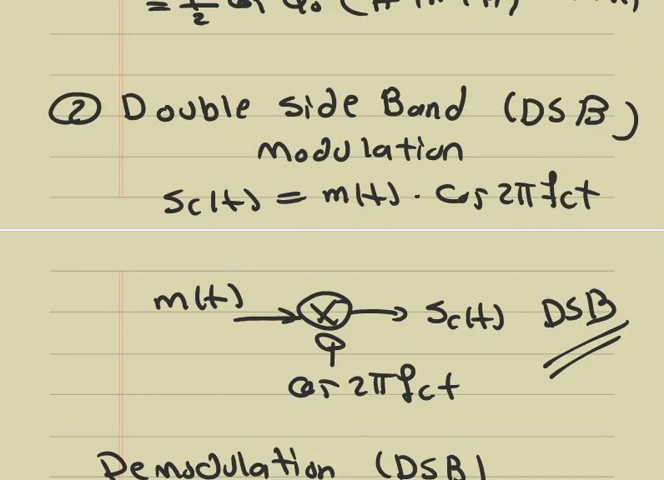 ② Double side Band (DSB)
modulation
Sc(t) = m(t) . Cos 2π fct
m(t) → X → Sc(t) DSB
Cos 2π fct
Demodulation (DSB)